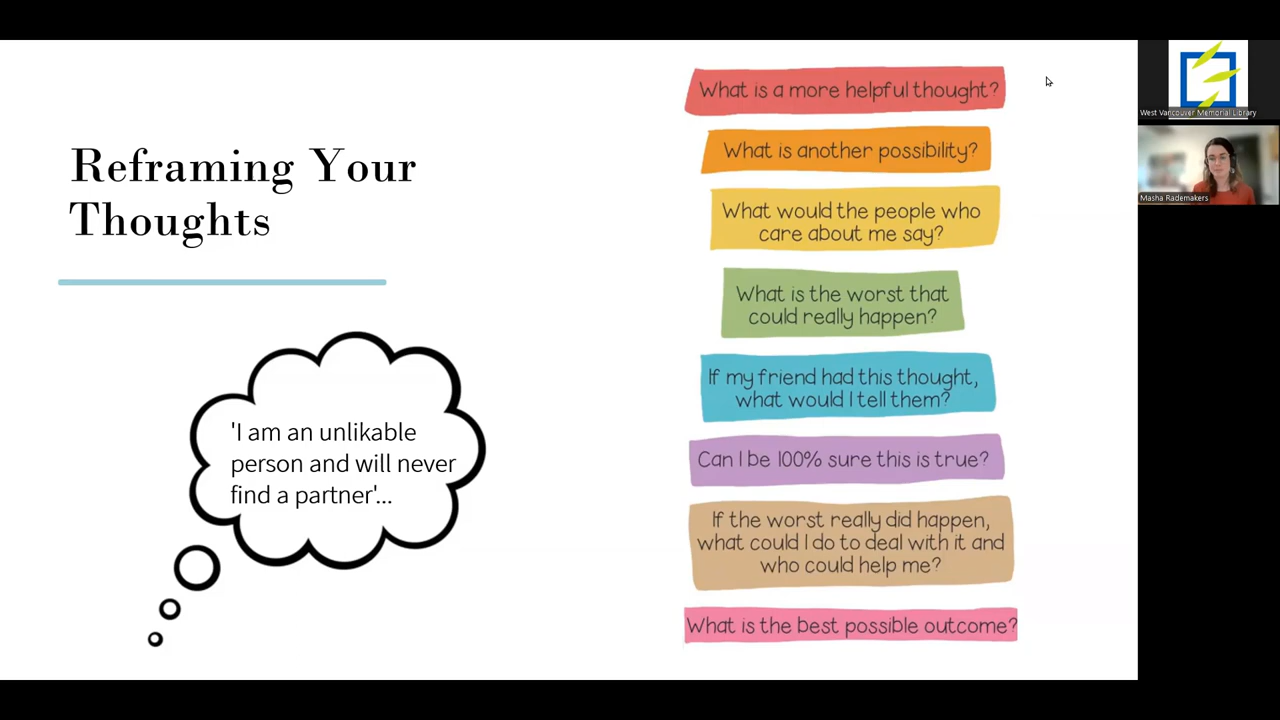 Reframing Your
Thoughts
'I am an unlikable
person and will never
find a partner'...
What is a more helpful thought?
What is another possibility?
What would the people who
care about me say?
What is the worst that
could really happen?
If my friend had this thought,
what would I tell them?
Can I be 100% sure this is true?
If the worst really did happen,
what could I do to deal with it and
who could help me?
What is the best possible outcome?
West Vancouver Memorial Library
Masha Rademakers